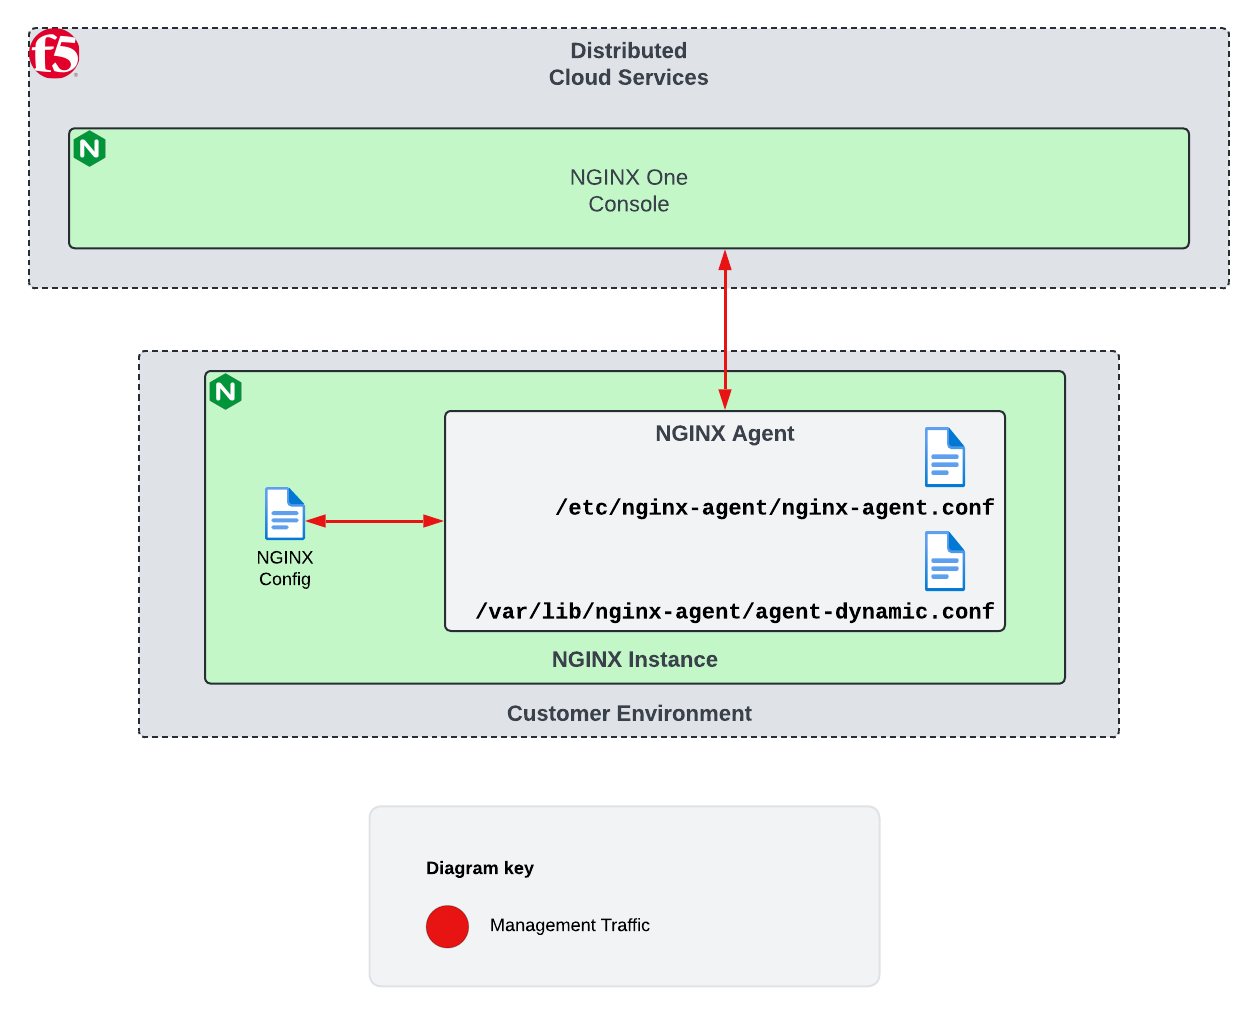 f5
Distributed
Cloud Services
N
NGINX One
Console
N
NGINX Agent
/etc/nginx-agent/nginx-agent.conf
NGINX
Config
/var/lib/nginx-agent/agent-dynamic.conf
NGINX Instance
Customer Environment
Diagram key
Management Traffic